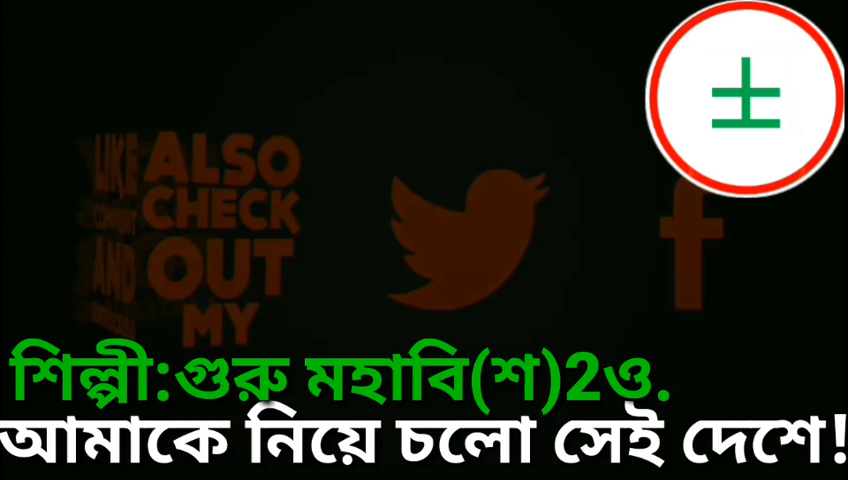 ±
LIKE
AND
ALSO
CHECK
OUT
MY
শিল্পী:গুরু মহাবি(শ)2ও.
আমাকে নিয়ে চলো সেই দেশে!